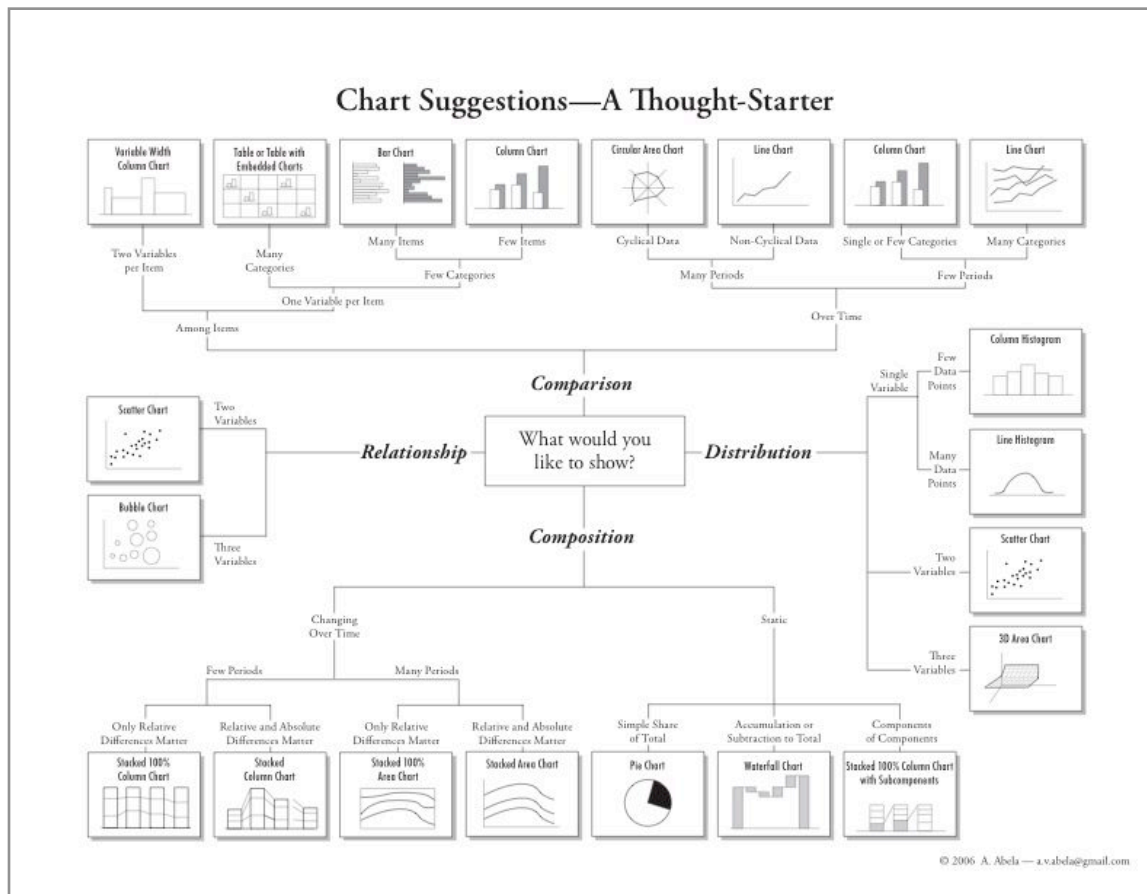 Chart Suggestions—A Thought-Starter
Variable Width
Column Chart
Table or Table with
Embedded Charts
Bar Chart
Column Chart
Circular Area Chart
Line Chart
Column Chart
Line Chart
Two Variables
per Item
Many
Categories
Many Items
Few Items
Cyclical Data
Non-Cyclical Data
Single or Few Categories
Many Categories
Few Categories
Many Periods
Few Periods
One Variable per Item
Over Time
Among Items
Comparison
What would you
like to show?
Relationship
Two
Variables
Scatter Chart
Three
Variables
Bubble Chart
Distribution
Single
Variable
Few
Data
Points
Column Histogram
Many
Data
Points
Line Histogram
Two
Variables
Scatter Chart
Three
Variables
3D Area Chart
Composition
Changing
Over Time
Static
Few Periods
Many Periods
Only Relative
Differences Matter
Relative and Absolute
Differences Matter
Only Relative
Differences Matter
Relative and Absolute
Differences Matter
Simple Share
of Total
Accumulation or
Subtraction to Total
Components
of Components
Stacked 100%
Column Chart
Stacked
Column Chart
Stacked 100%
Area Chart
Stacked Area Chart
Pie Chart
Waterfall Chart
Stacked 100% Column Chart
with Subcomponents
© 2006 A. Abela — a.v.abela@gmail.com